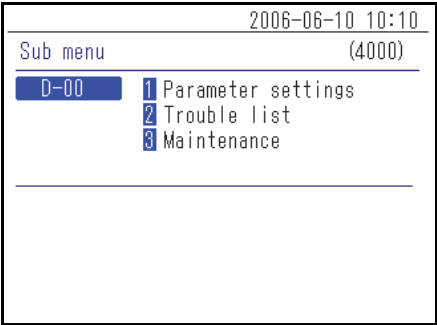 2006-06-10 10:10
Sub menu (4000)
D-00 1 Parameter settings
2 Trouble list
3 Maintenance